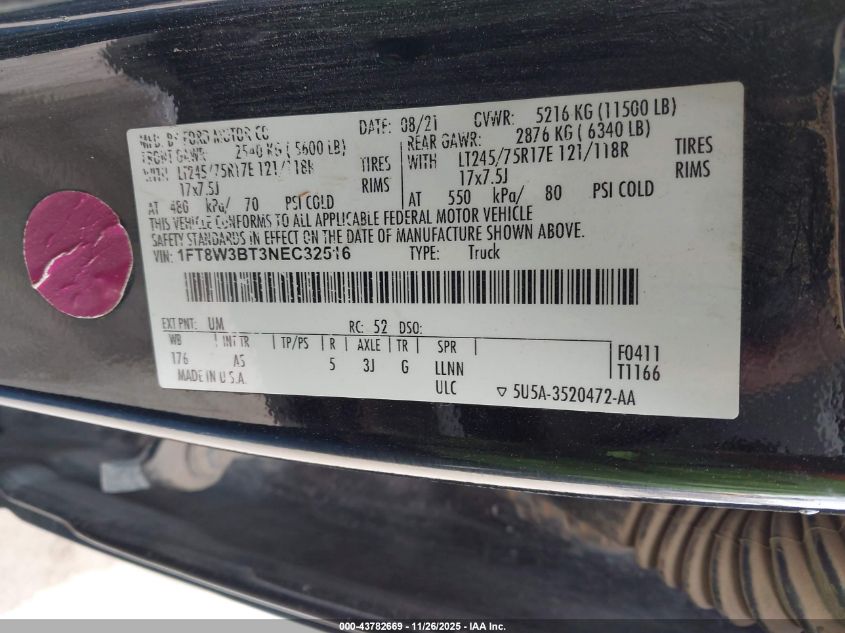 MFD. BY FORD MOTOR CO
DATE: 08/21 GVWR: 5216 KG (11500 LB)
FRONT GAWR: 2540 KG ( 5600 LB) REAR GAWR: 2876 KG ( 6340 LB)
WITH LT245/75R17E 121/118R TIRES WITH LT245/75R17E 121/118R TIRES
17x7.5J RIMS 17x7.5J RIMS
AT 480 kPa/ 70 PSI COLD AT 550 kPa/ 80 PSI COLD
THIS VEHICLE CONFORMS TO ALL APPLICABLE FEDERAL MOTOR VEHICLE
SAFETY STANDARDS IN EFFECT ON THE DATE OF MANUFACTURE SHOWN ABOVE.
VIN: 1FT8W3BT3NEC32516 TYPE: Truck
EXT PNT: UM RC: 52 DSO:
WB INT TR TP/PS R AXLE TR SPR
176 A5 5 3J G LLNN
F0411
T1166
MADE IN U.S.A. ULC
5U5A-3520472-AA
000-43782669 - 11/26/2025 - IAA Inc.